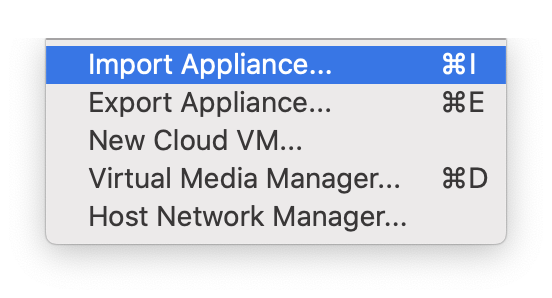 Import Appliance... ⌘I
Export Appliance... ⌘E
New Cloud VM...
Virtual Media Manager... ⌘D
Host Network Manager...